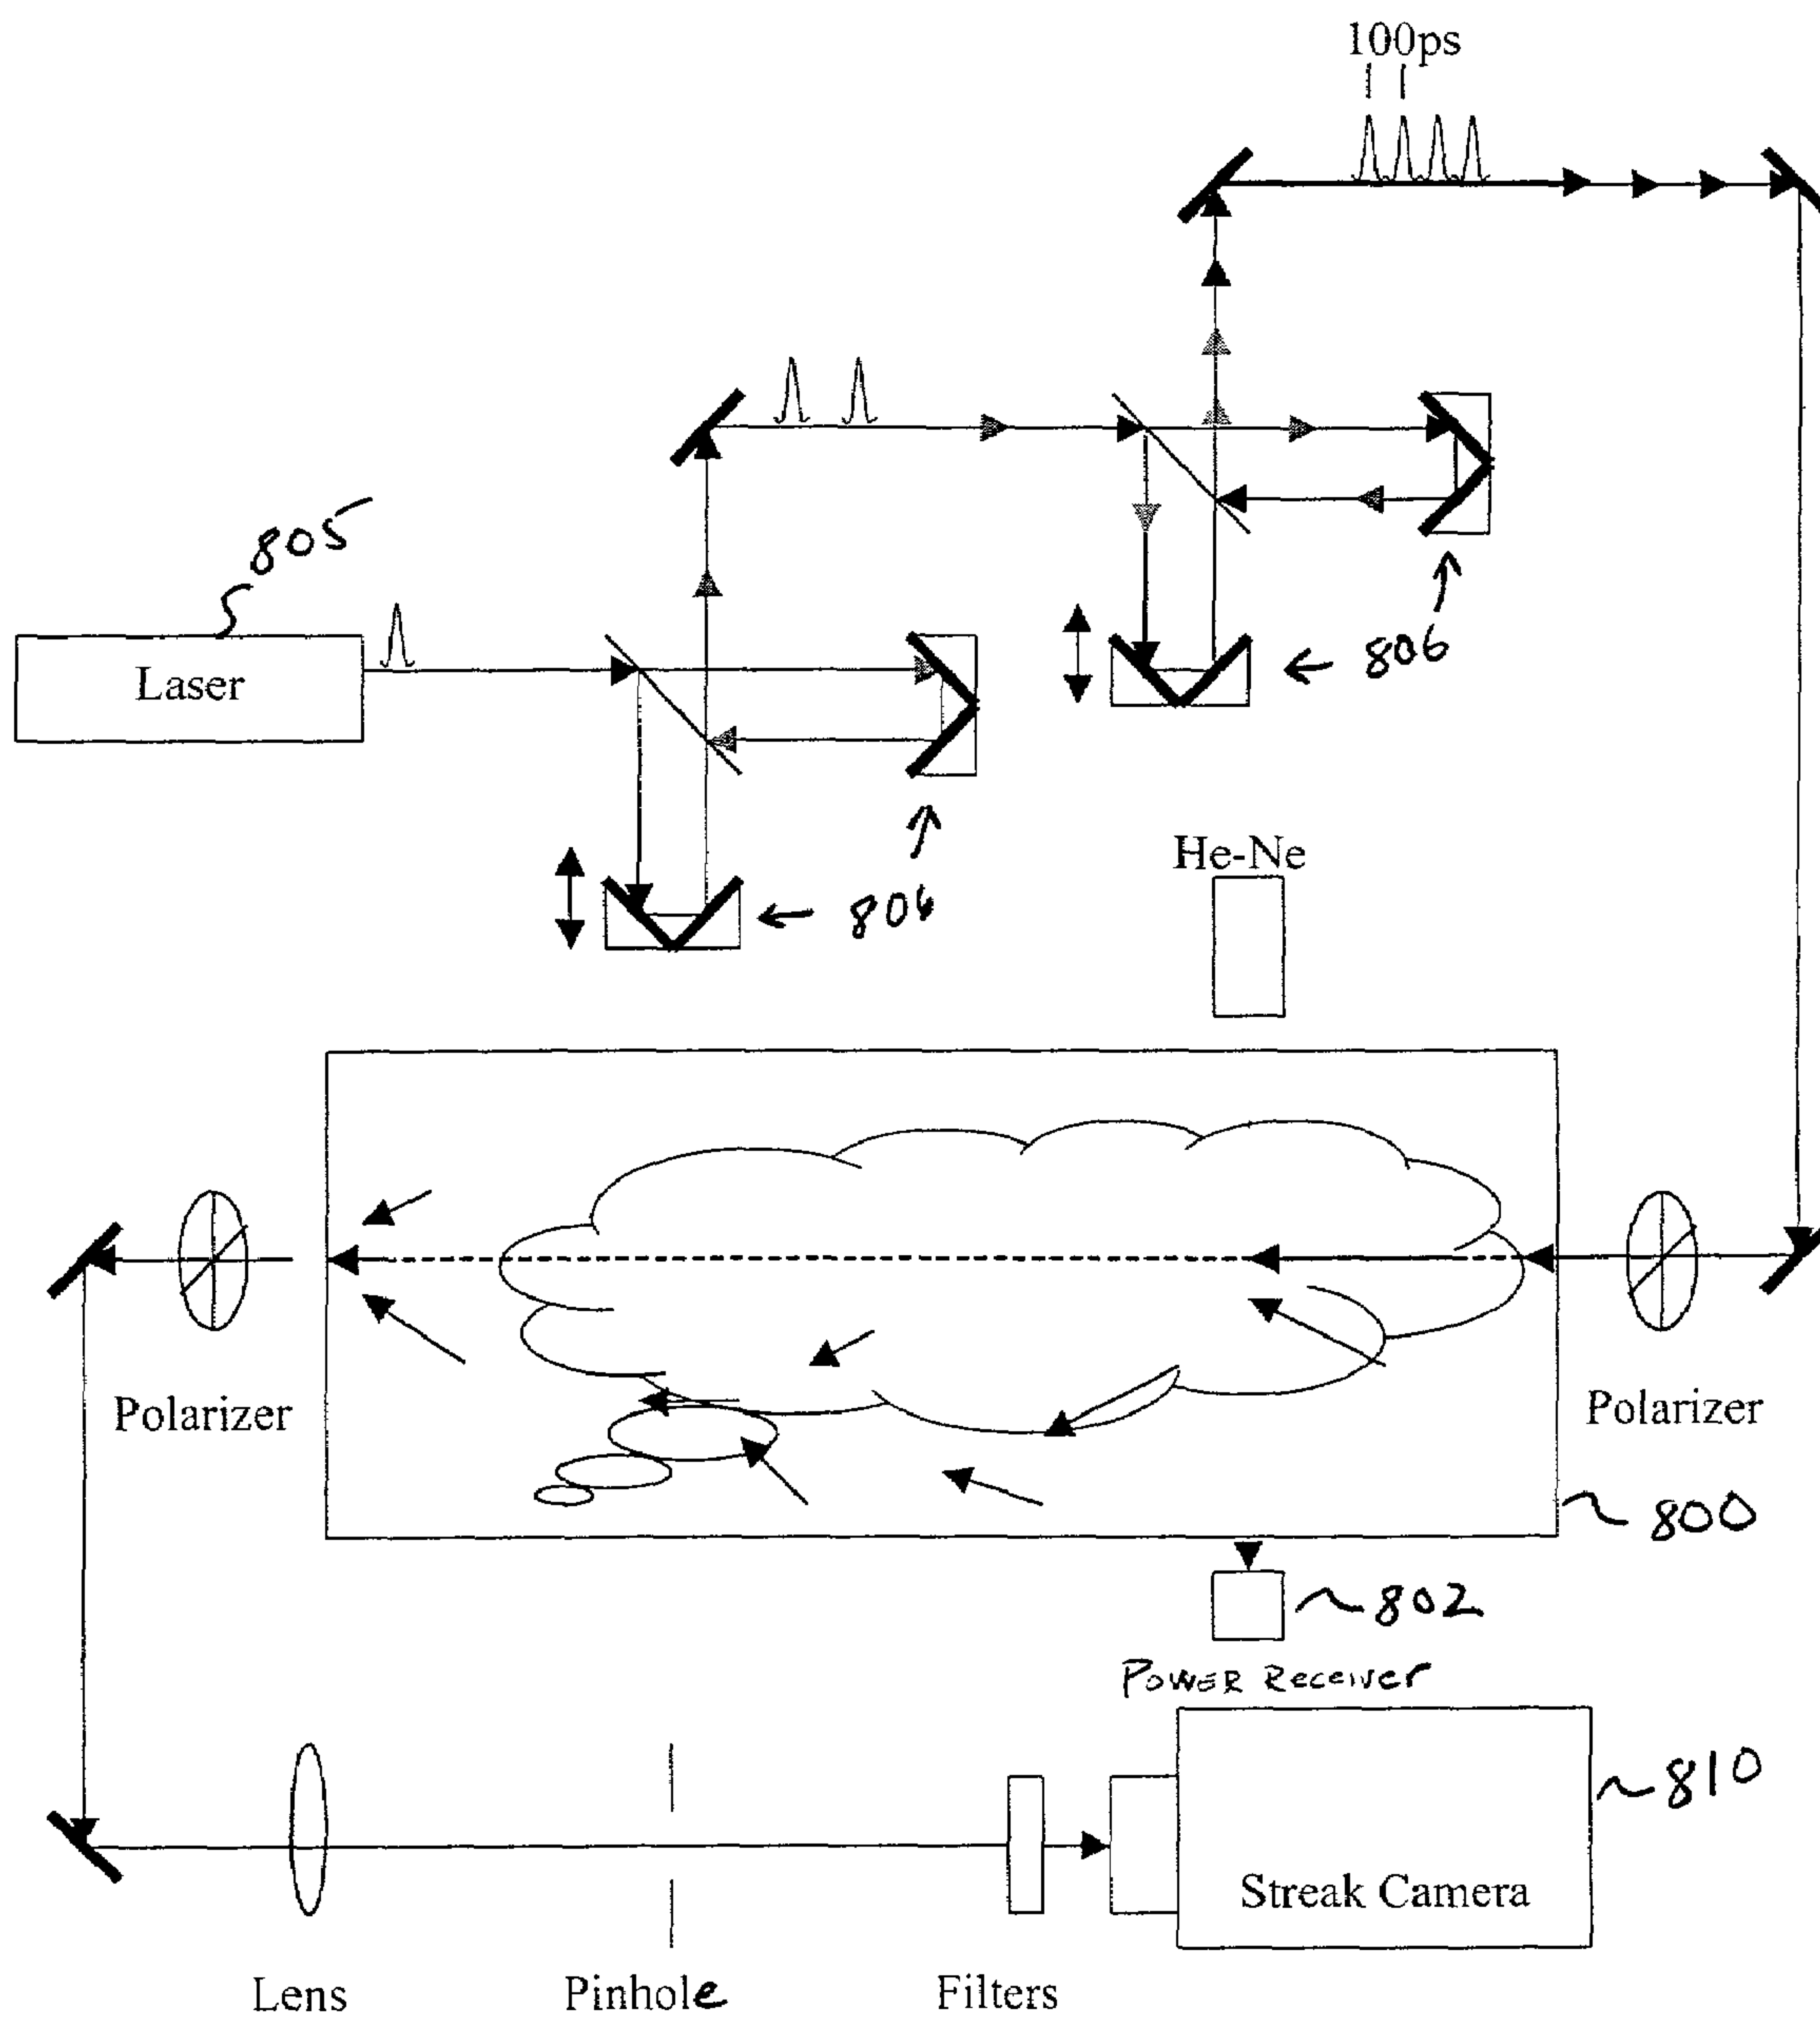 100ps
805
Laser
806
806
806
He-Ne
Polarizer
Polarizer
800
802
Power Receiver
810
Streak Camera
Lens
Pinhole
Filters